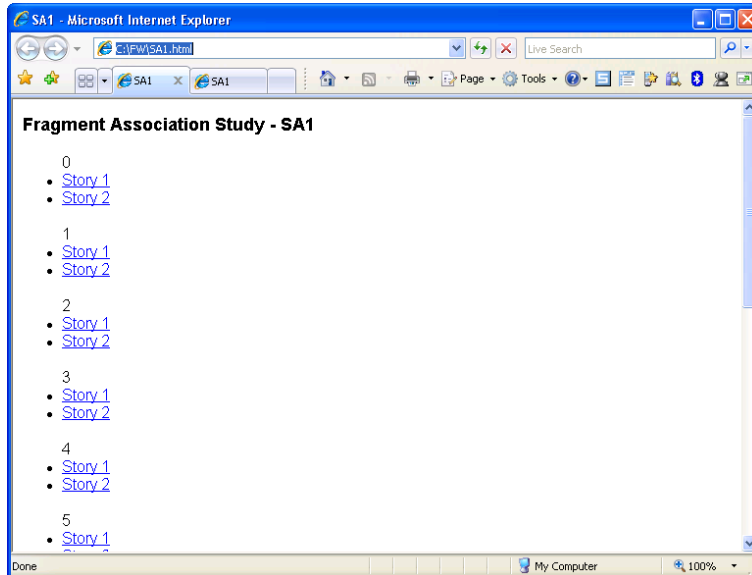 SA1 - Microsoft Internet Explorer
C:\FW\SA1.html
Live Search
SA1
SA1
Page
Tools
Fragment Association Study - SA1
0
Story 1
Story 2
1
Story 1
Story 2
2
Story 1
Story 2
3
Story 1
Story 2
4
Story 1
Story 2
5
Story 1
Done
My Computer
100%